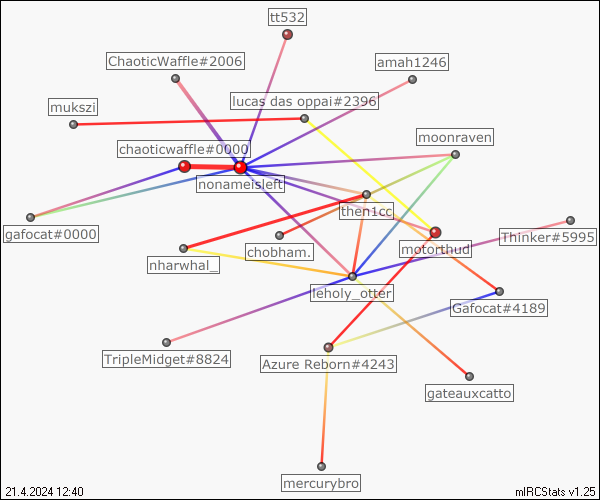 tt532
ChaoticWaffle#2006
amah1246
lucas das oppai#2396
mukszi
moonraven
chaoticwaffle#0000
nonameisleft
then1cc
gafocat#0000
Thinker#5995
motorthud
chobham.
nharwhal_
leholy_otter
Gafocat#4189
TripleMidget#8824
Azure Reborn#4243
gateauxcatto
mercurybro
21.4.2024 12:40
mIRCStats v1.25